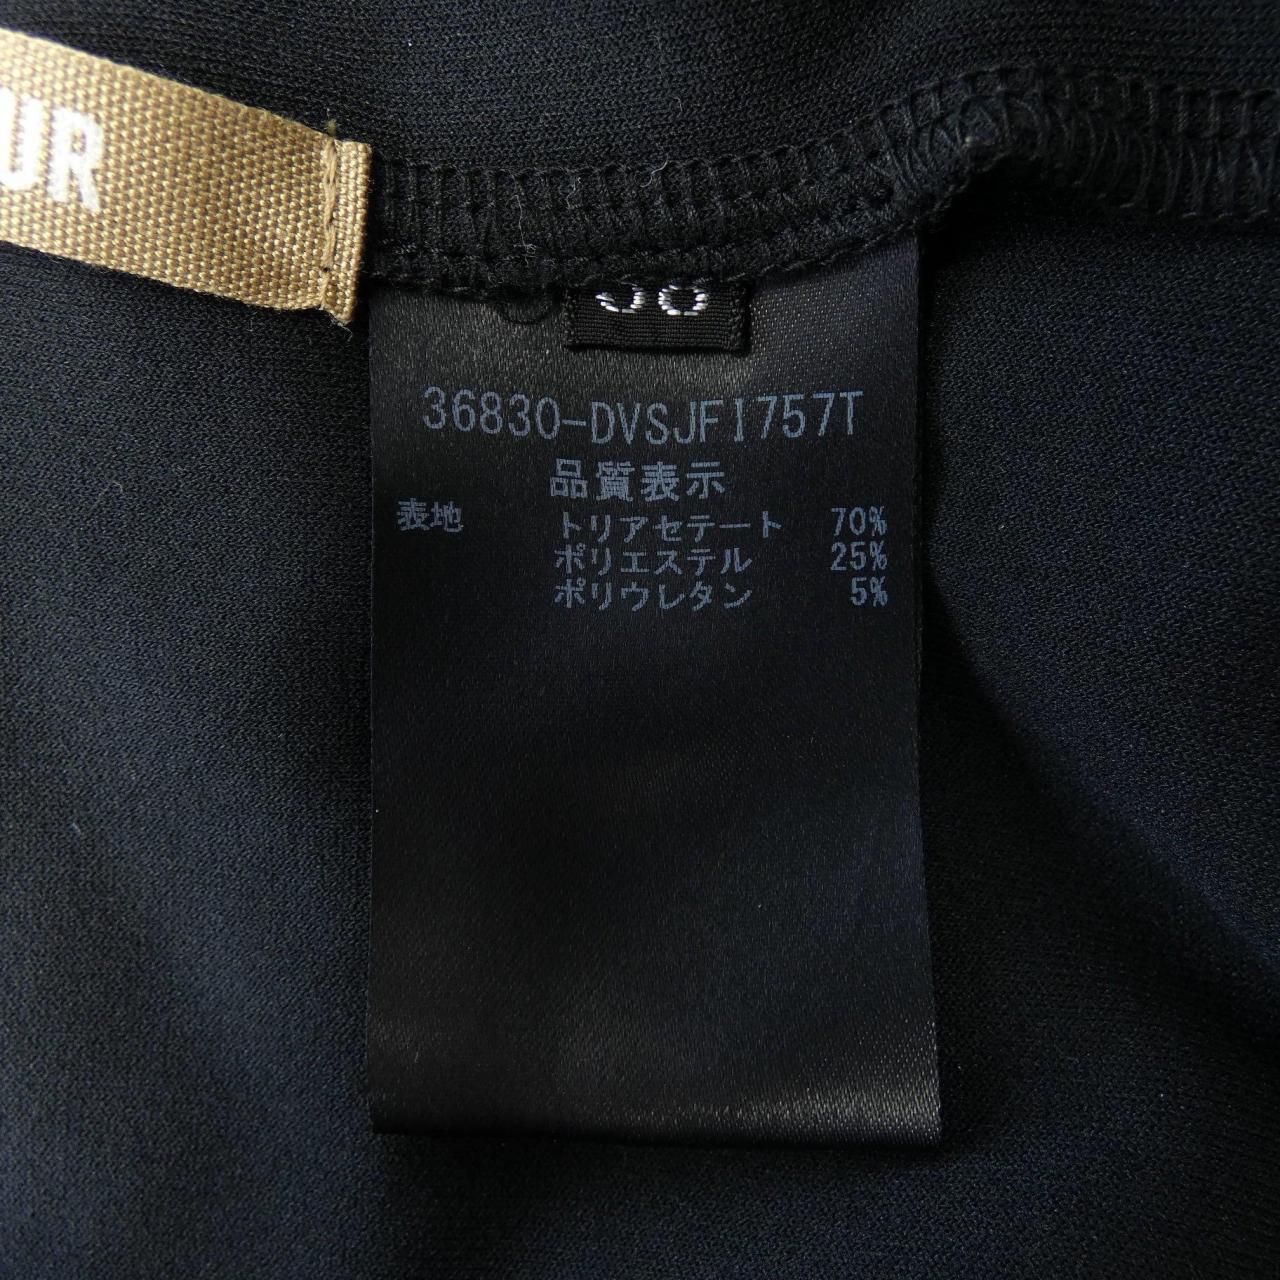 UR
36830-DVSJF1757T
品質表示
表地 トリアセテート 70%
ポリエステル 25%
ポリウレタン 5%